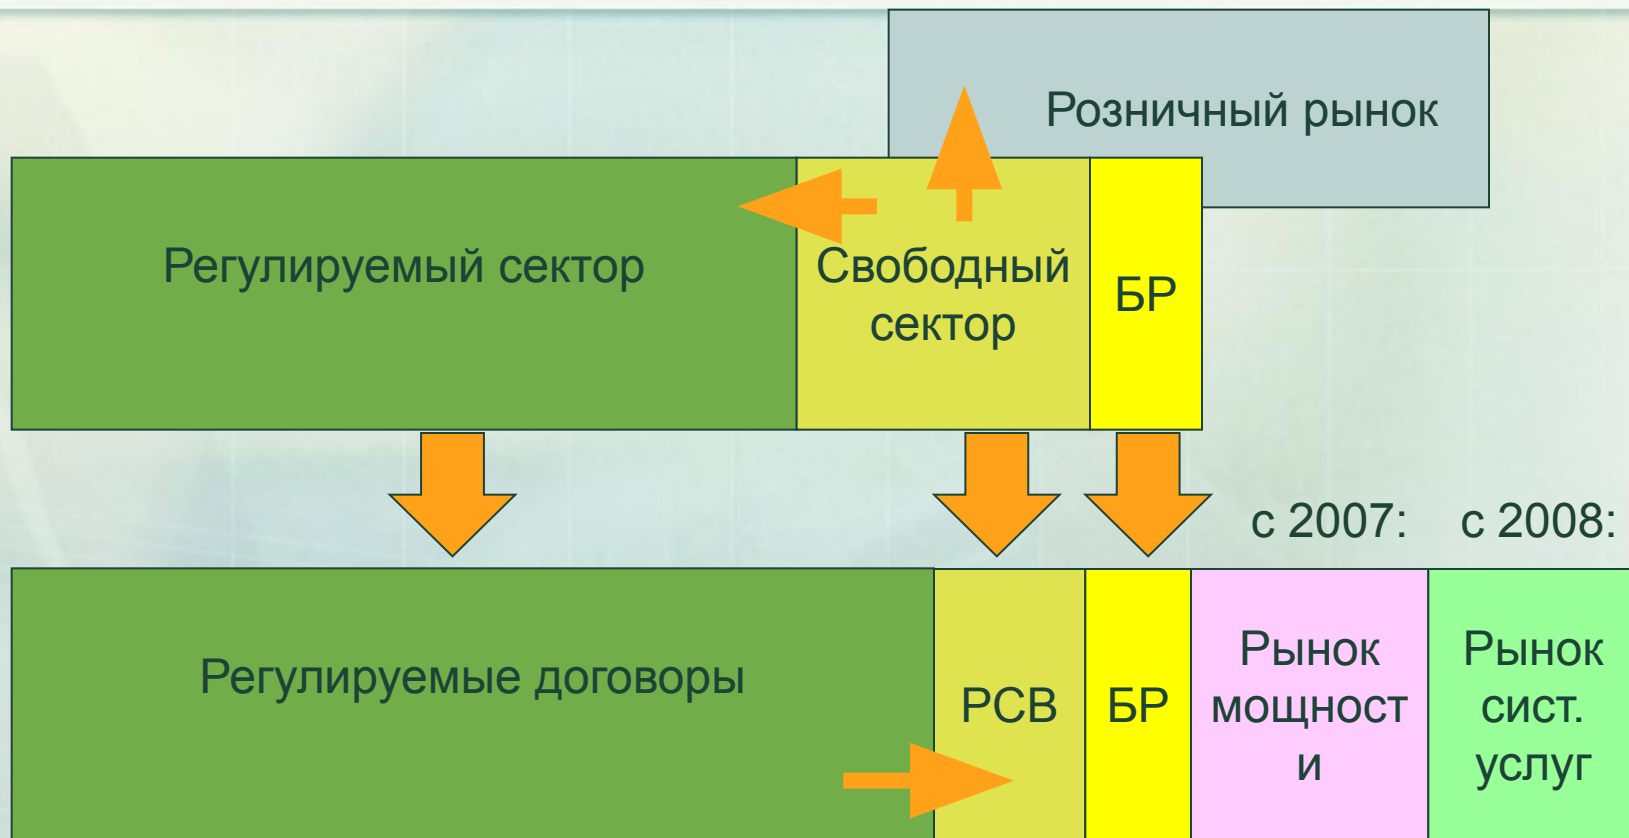 Розничный рынок
Регулируемый сектор
Свободный
сектор
БР
с 2007:
с 2008:
Регулируемые договоры
РСВ
БР
Рынок
мощност
и
Рынок
сист.
услуг